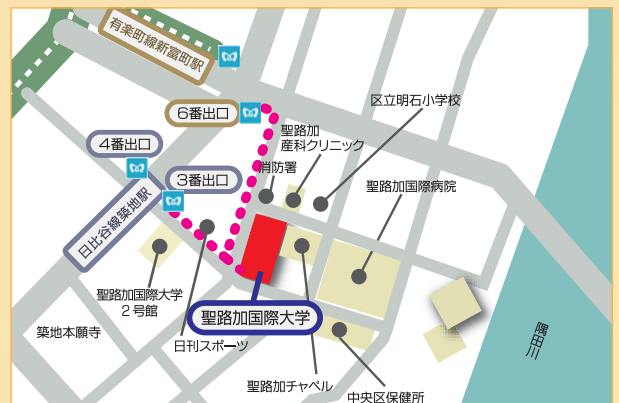 有楽町線新富町駅
6番出口
区立明石小学校
4番出口
聖路加
産科クリニック
消防署
3番出口
聖路加国際病院
日比谷線築地駅
聖路加国際大学
2号館
聖路加国際大学
築地本願寺
日刊スポーツ
隅田川
聖路加チャペル
中央区保健所